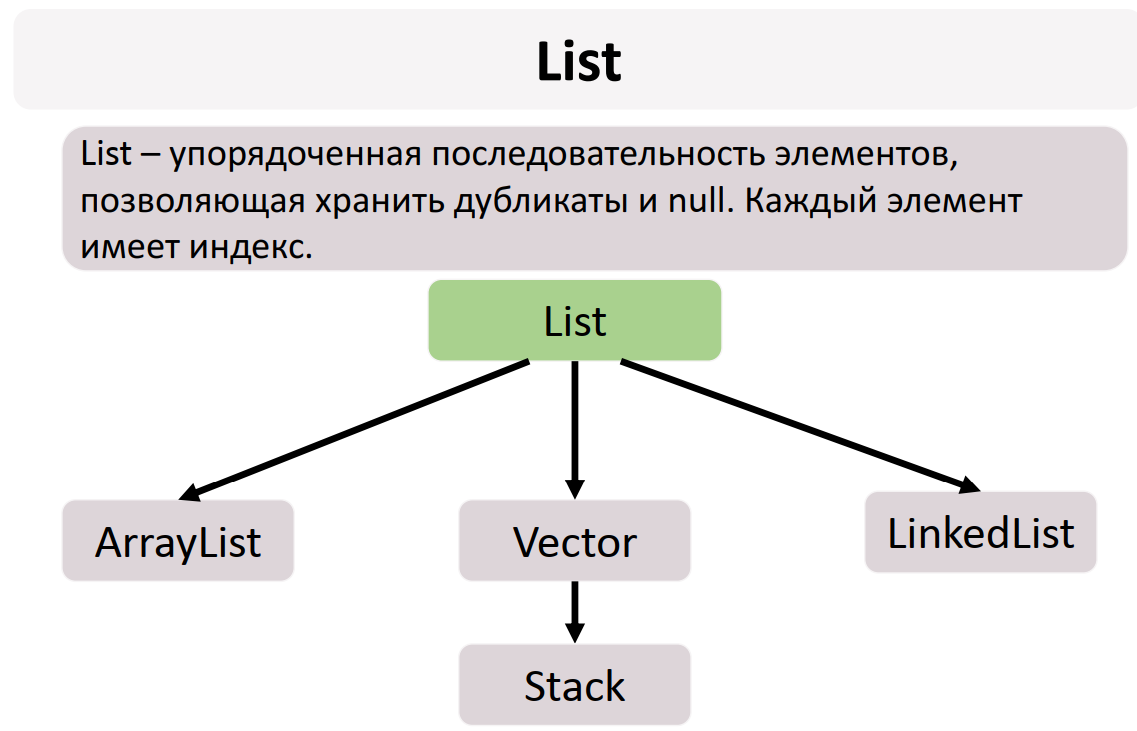 List
List – упорядоченная последовательность элементов,
позволяющая хранить дубликаты и null. Каждый элемент
имеет индекс.
List
ArrayList
Vector
LinkedList
Stack